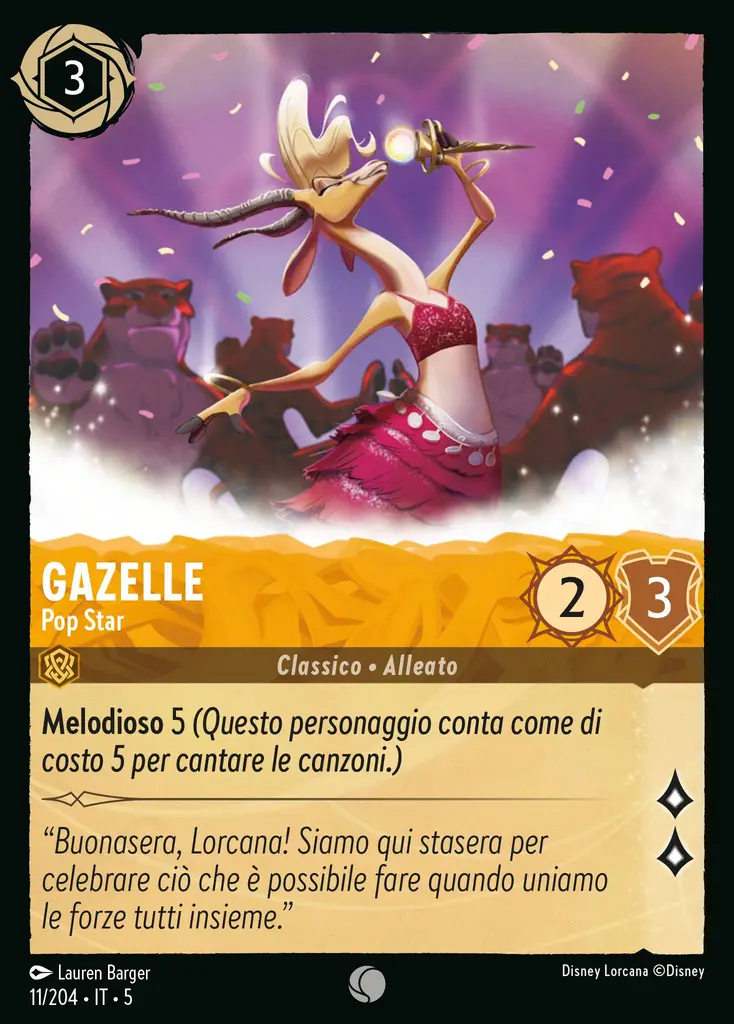 3
GAZELLE
Pop Star
2
3
Classico • Alleato
Melodioso 5 (Questo personaggio conta come di
costo 5 per cantare le canzoni.)
“Buonasera, Lorcana! Siamo qui stasera per
celebrare ciò che è possibile fare quando uniamo
le forze tutti insieme.”
Lauren Barger
Disney Lorcana ©Disney
11/204 • IT • 5